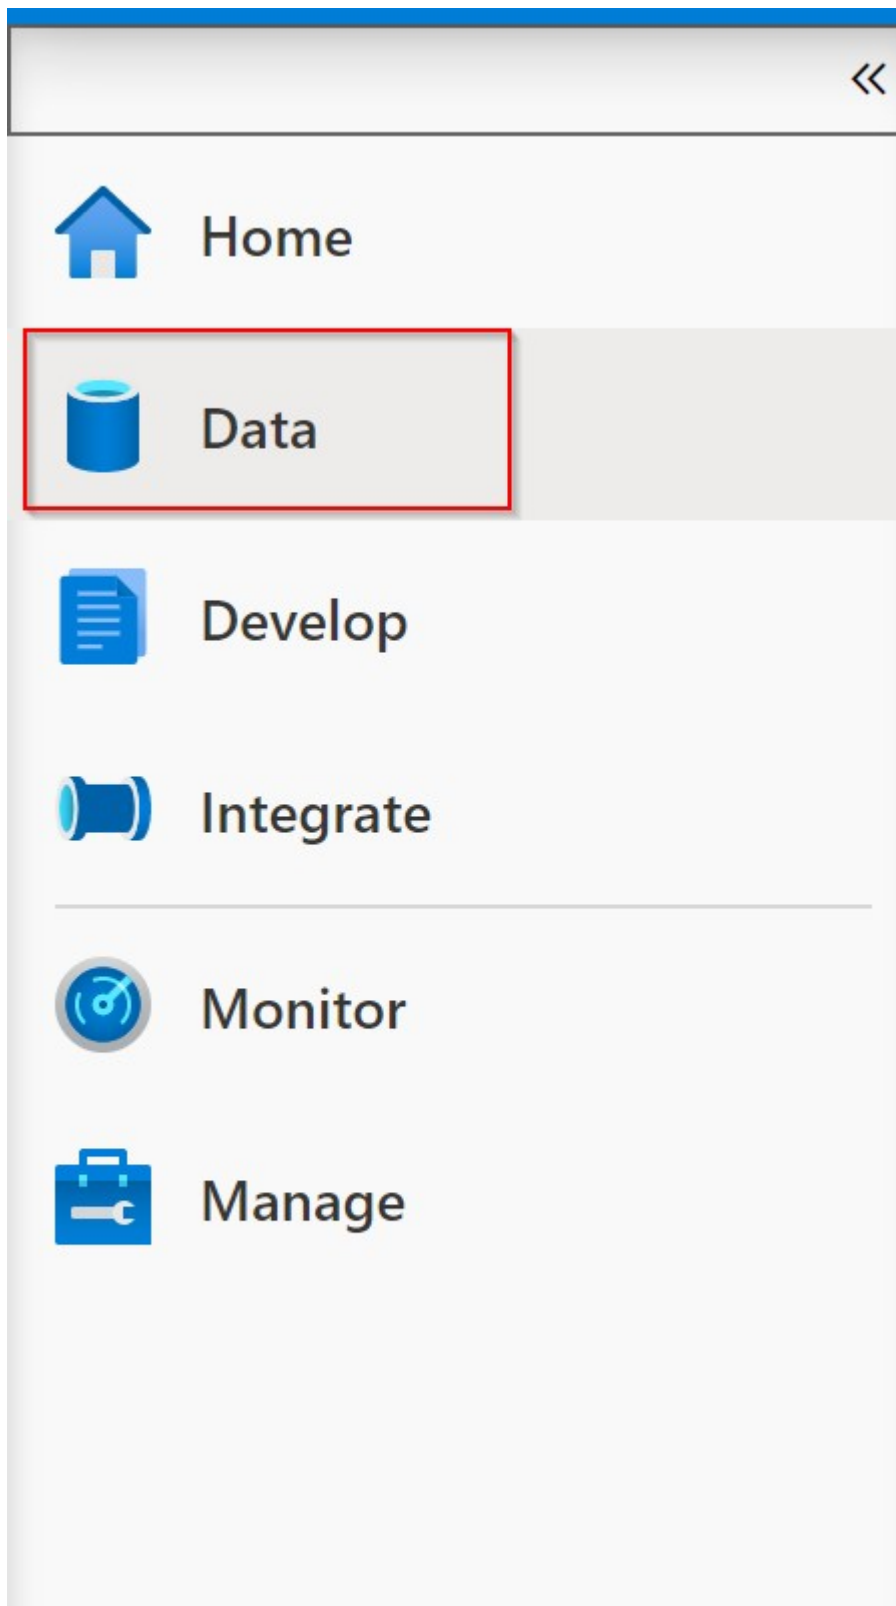 Home
Data
Develop
Integrate
Monitor
Manage